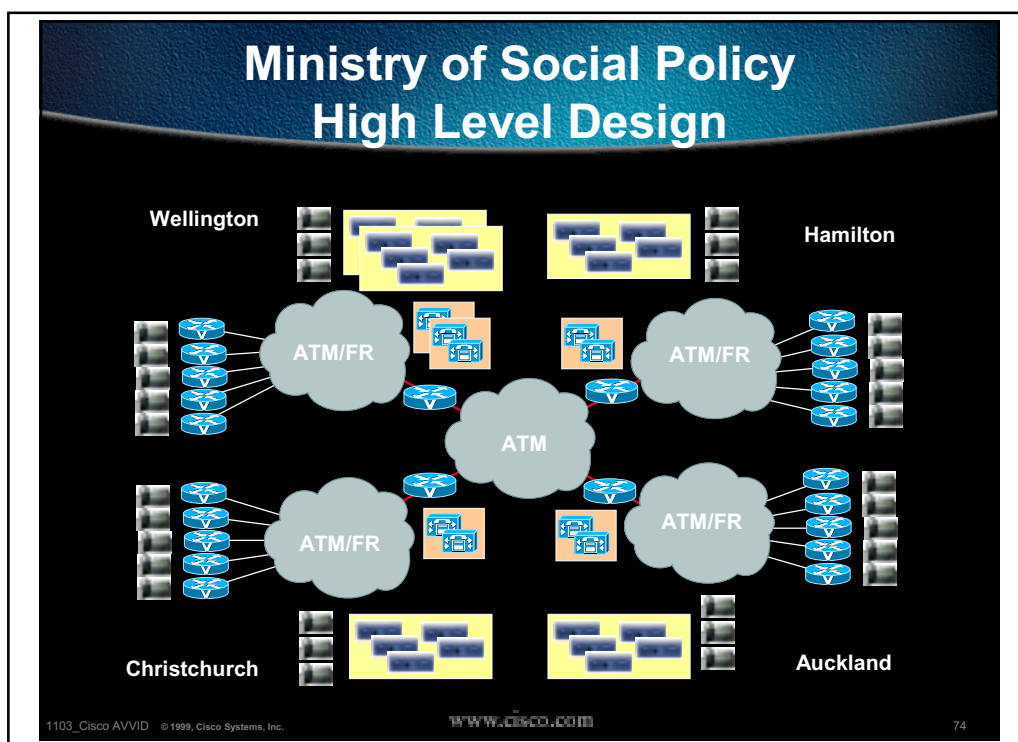 Ministry of Social Policy
High Level Design
Wellington
Hamilton
ATM/FR
ATM/FR
ATM
ATM/FR
ATM/FR
Christchurch
Auckland
1103_Cisco AVVID © 1999, Cisco Systems, Inc.
www.cisco.com
74